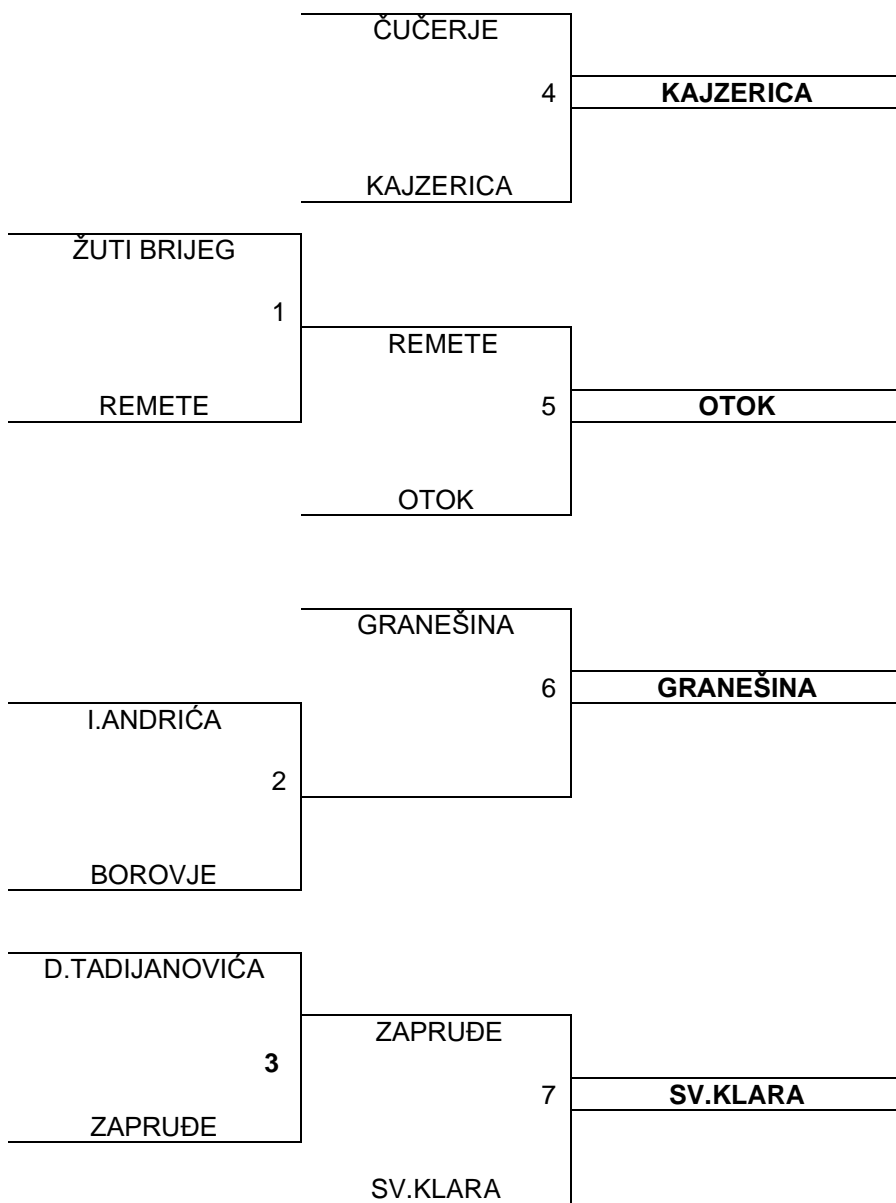 ČUČERJE
4
KAJZERICA
KAJZERICA
ŽUTI BRIJEG
1
REMETE
REMETE
5
OTOK
OTOK
GRANEŠINA
6
GRANEŠINA
I.ANDRIĆA
2
BOROVJE
D.TADIJANOVIĆA
3
ZAPRUĐE
ZAPRUĐE
7
SV.KLARA
SV.KLARA